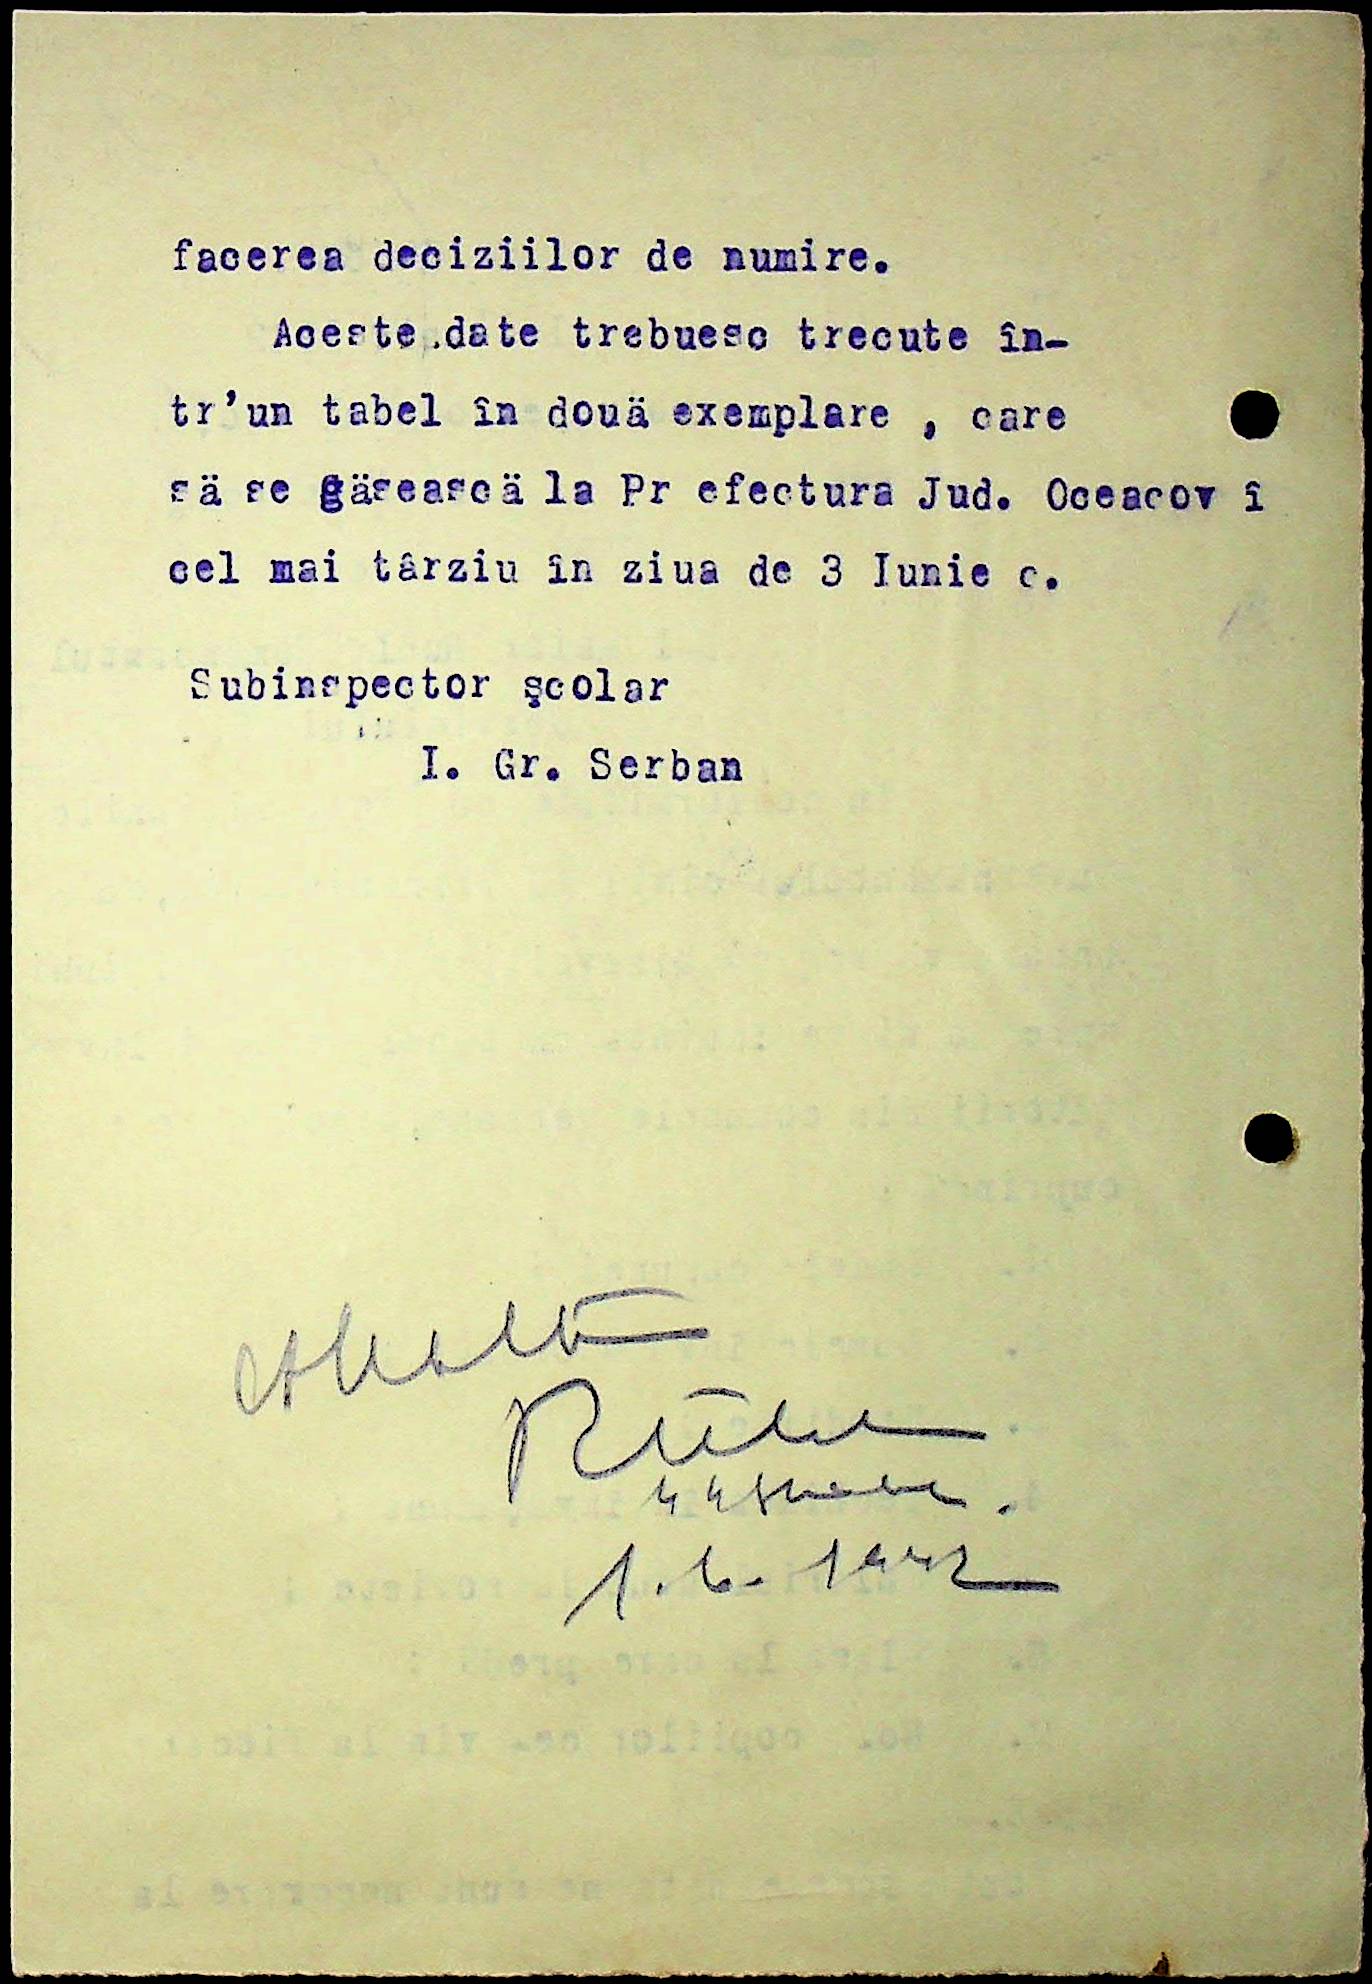 facerea deciziilor de numire.
Aceste date trebuesc trecute în-
tr'un tabel în două exemplare , care
să se găsească la Pr efectura Jud. Oceacov î
cel mai târziu în ziua de 3 Iunie c.
Subinspector școlar
I. Gr. Serban
1.6.1942